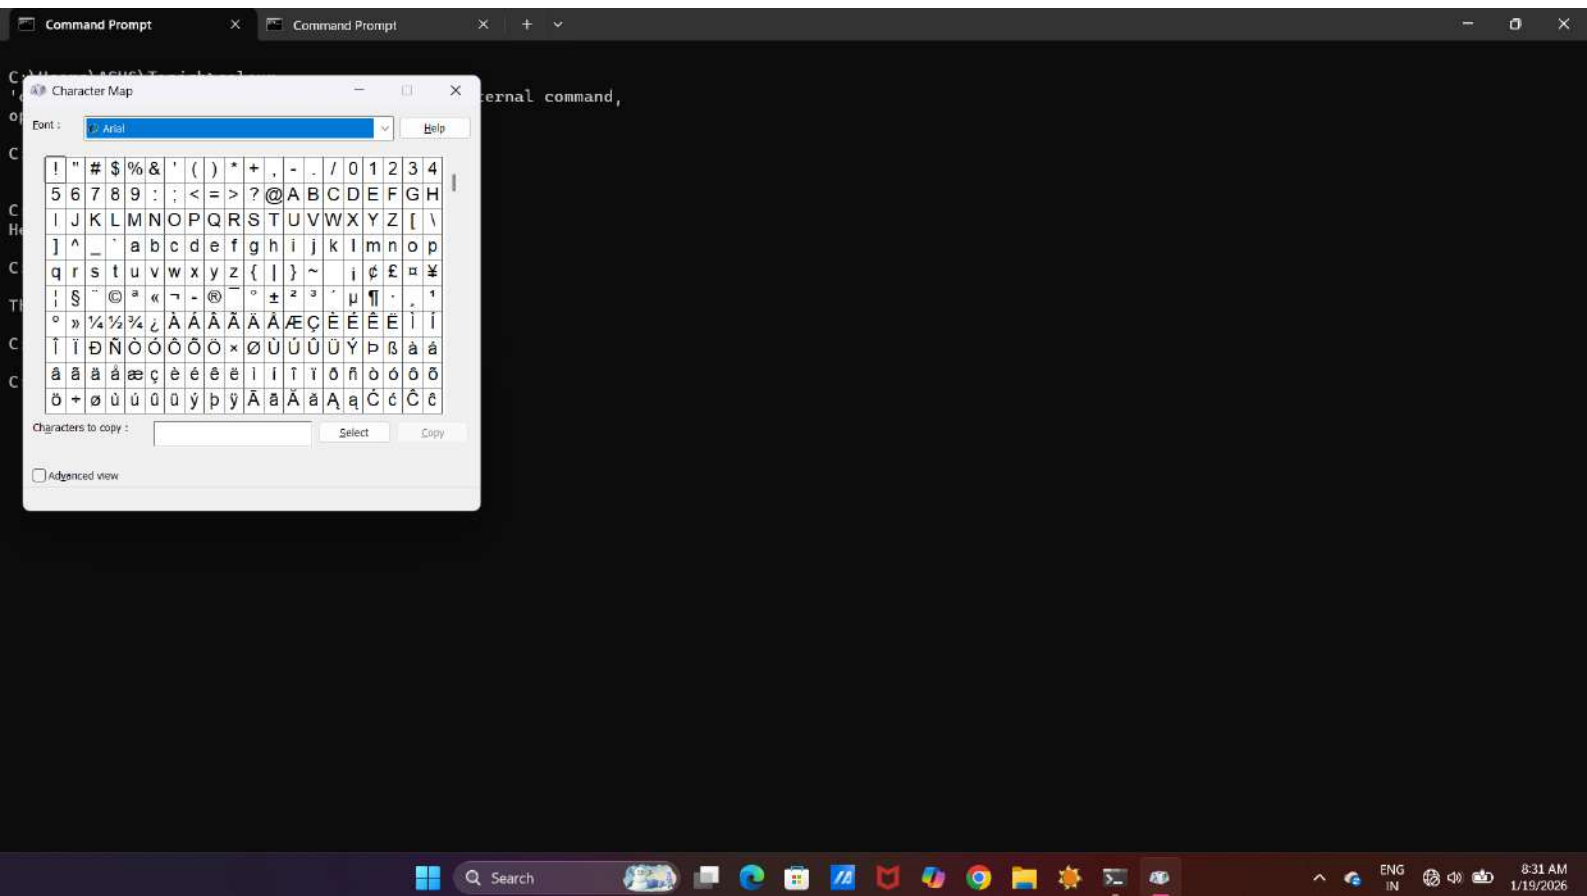 Command Prompt
Command Prompt
Character Map
ernal command,
Font :
Arial
Help
! " # $ % & ' ( ) * + , - . / 0 1 2 3 4
5 6 7 8 9 : ; < = > ? @ A B C D E F G H
I J K L M N O P Q R S T U V W X Y Z [ \
] ^ _ ` a b c d e f g h i j k l m n o p
q r s t u v w x y z { | } ~ ¡ ¢ £ ¤ ¥
¦ § ¨ © ª « ¬ - ® ¯ ° ± ² ³ ´ µ ¶ · ¸ ¹
º » ¼ ½ ¾ ¿ À Á Â Ã Ä Å Æ Ç È É Ê Ë Ì Í
Î Ï Ð Ñ Ò Ó Ô Õ Ö × Ø Ù Ú Û Ü Ý Þ ß à á
â ã ä å æ ç è é ê ë ì í î ï ð ñ ò ó ô õ
ö ÷ ø ù ú û ü ý þ ÿ Ā ā Ă ă Ą ą Ć ć Ĉ ĉ
Characters to copy :
Select
Copy
Advanced view
Search
ENG
IN
8:31 AM
1/19/2026